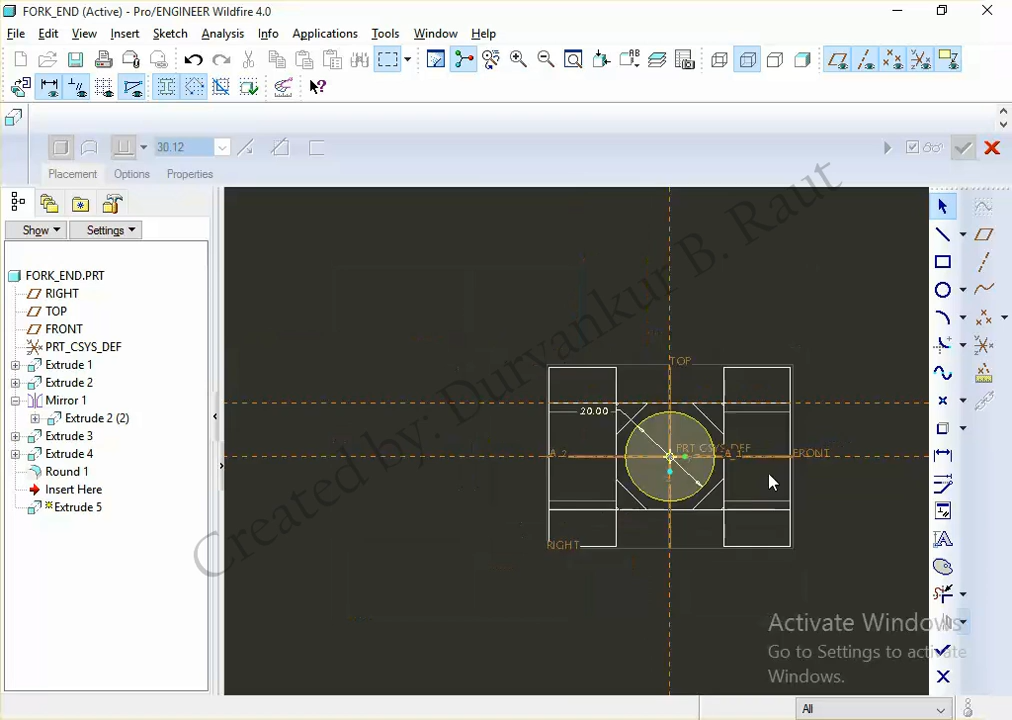 FORK_END (Active) - Pro/ENGINEER Wildfire 4.0
File Edit View Insert Sketch Analysis Info Applications Tools Window Help
30.12
Placement Options Properties
Show Settings
FORK_END.PRT
RIGHT
TOP
FRONT
PRT_CSYS_DEF
Extrude 1
Extrude 2
Mirror 1
Extrude 2 (2)
Extrude 3
Extrude 4
Round 1
Insert Here
Extrude 5
TOP
20.00
PRT_CSYS_DEF
A_2 A_1 FRONT
RIGHT
Created by: Duryankur B. Raut
Activate Windows
Go to Settings to activate
Windows.
All